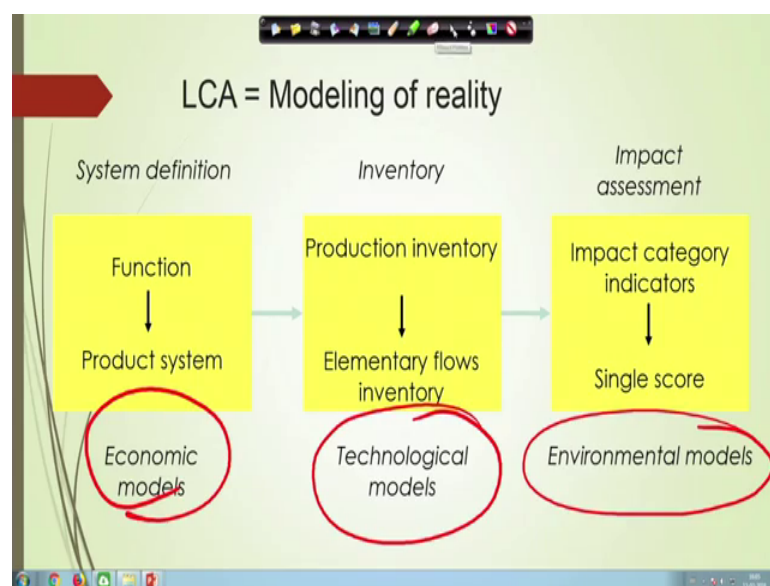 LCA = Modeling of reality
System definition
Inventory
Impact
assessment
Function
Product system
Production inventory
Elementary flows
inventory
Impact category
indicators
Single score
Economic
models
Technological
models
Environmental models